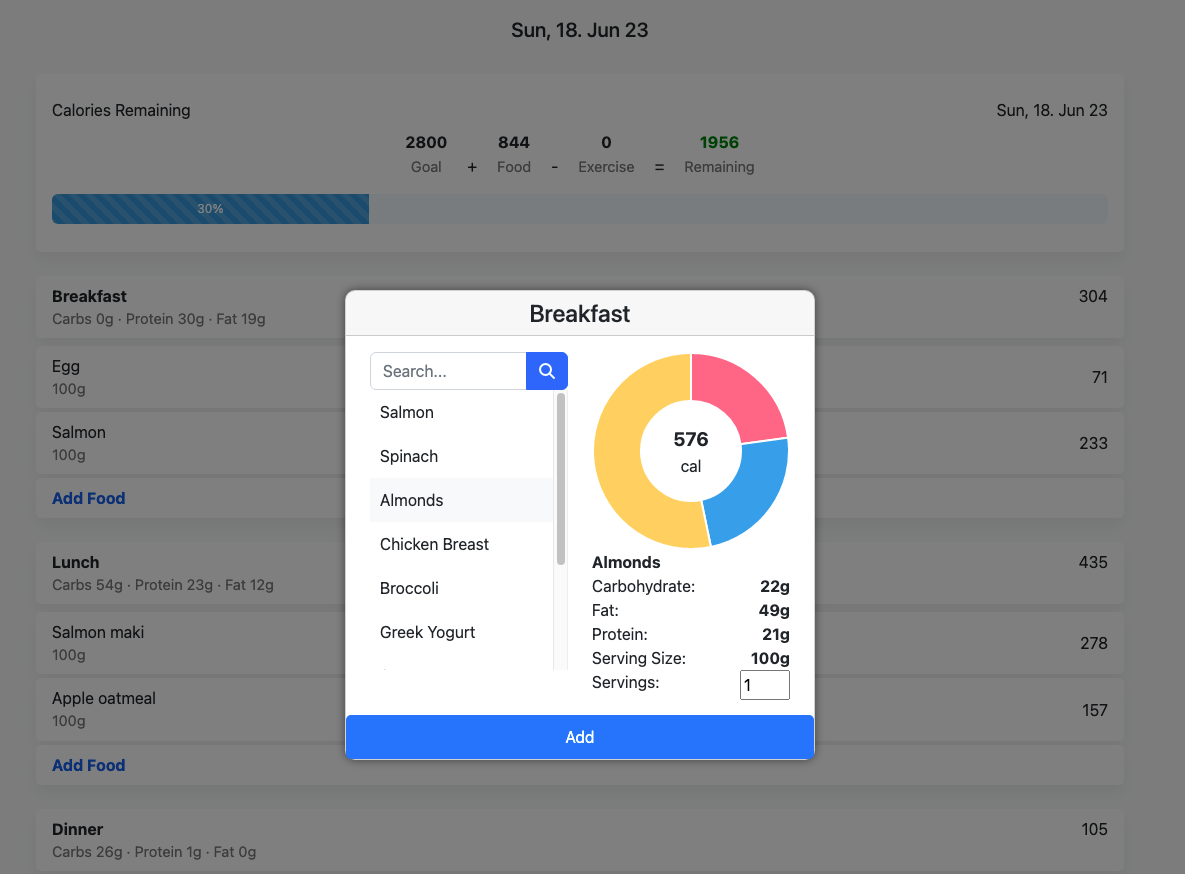 Sun, 18. Jun 23
Calories Remaining
Sun, 18. Jun 23
2800 844 0 1956
Goal + Food - Exercise = Remaining
30%
Breakfast
304
Carbs 0g · Protein 30g · Fat 19g
Egg
100g
71
Salmon
100g
233
Add Food
Lunch
435
Carbs 54g · Protein 23g · Fat 12g
Salmon maki
100g
278
Apple oatmeal
100g
157
Add Food
Dinner
105
Carbs 26g · Protein 1g · Fat 0g
Breakfast
Search...
Salmon
Spinach
Almonds
Chicken Breast
Broccoli
Greek Yogurt
576
cal
Almonds
Carbohydrate: 22g
Fat: 49g
Protein: 21g
Serving Size: 100g
Servings: 1
Add